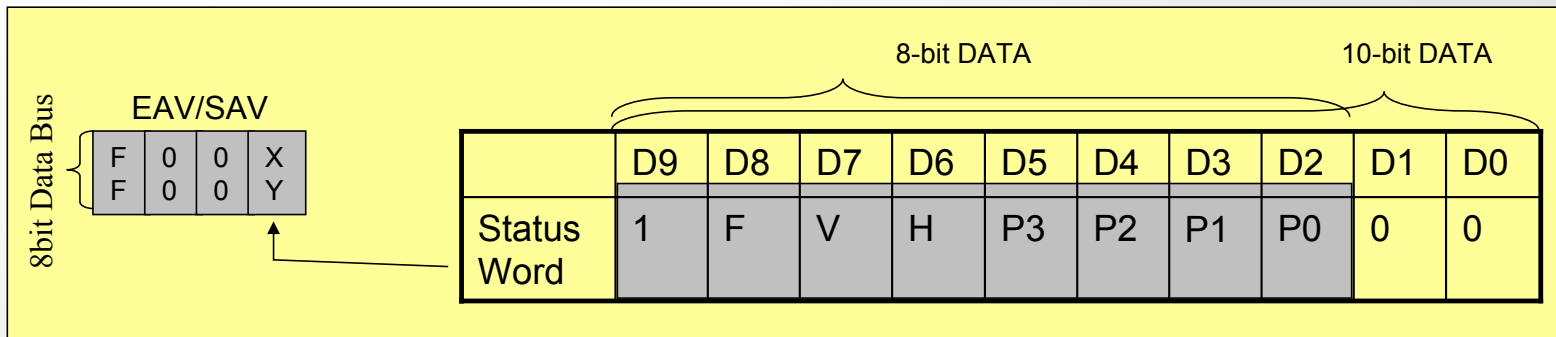 8-bit DATA 10-bit DATA
EAV/SAV
8bit Data Bus
F 0 0 X
F 0 0 Y
D9 D8 D7 D6 D5 D4 D3 D2 D1 D0
Status 1 F V H P3 P2 P1 P0 0 0
Word